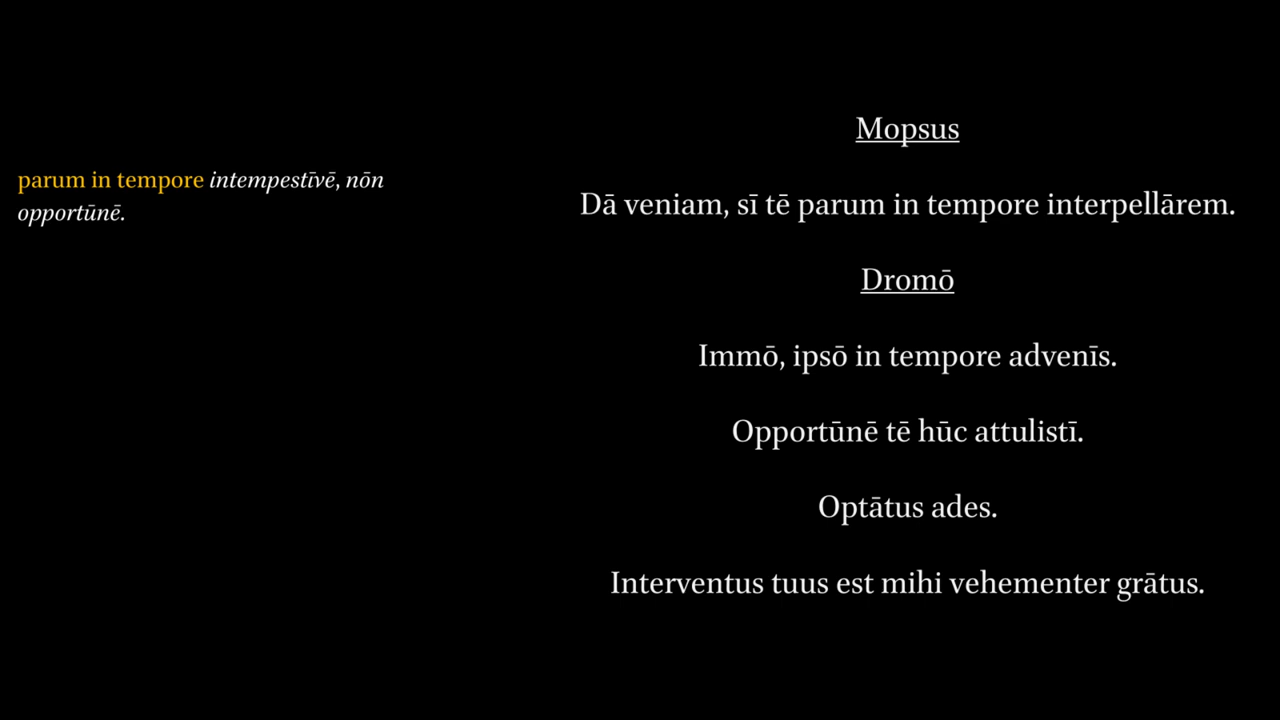 parum in tempore intempestīvē, nōn
opportūnē.
Mopsus
Dā veniam, sī tē parum in tempore interpellārem.
Dromō
Immō, ipsō in tempore advenīs.
Opportūnē tē hūc attulistī.
Optātus ades.
Interventus tuus est mihi vehementer grātus.